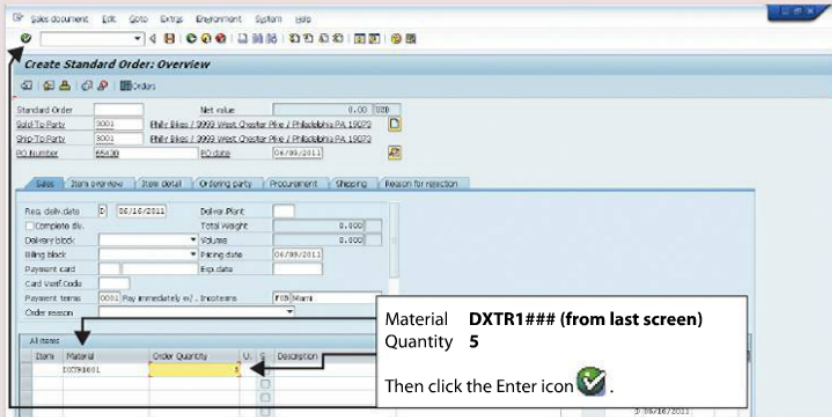 Sales document Edit Goto Extras Environment System Help
Create Standard Order: Overview
Orders
Standard Order Net value 0.00 USD
Sold-To Party 3001 Philly Bikes / 3999 West Chester Pike / Philadelphia PA 19073
Ship-To Party 3001 Philly Bikes / 3999 West Chester Pike / Philadelphia PA 19073
PO Number 65430 PO date 06/09/2011
Sales Item overview Item detail Ordering party Procurement Shipping Reason for rejection
Req. deliv.date D 06/16/2011 Deliver.Plant
Complete dlv. Total Weight 0.000
Delivery block Volume 0.000
Billing block Pricing date 06/09/2011
Payment card Exp.date
Card Verif.Code
Payment terms 0001 Pay immediately w/ . Incoterms FOB Miami
Order reason
Material DXTR1### (from last screen)
Quantity 5
Then click the Enter icon .
All items
Item Material Order Quantity U. S Description
DXTR1001 5
D 06/16/2011